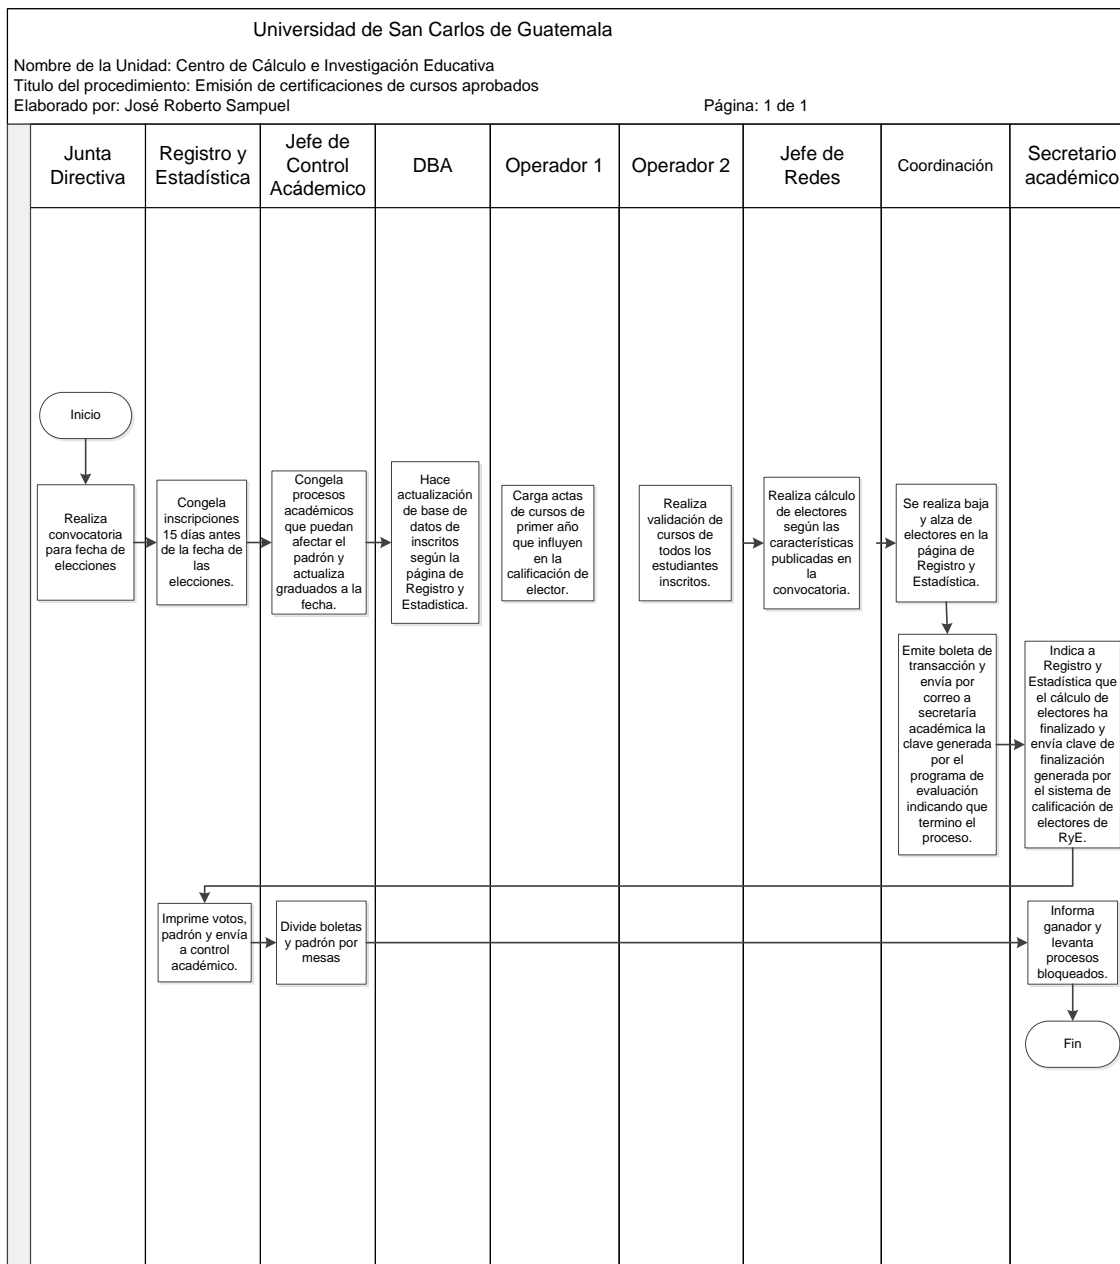 Universidad de San Carlos de Guatemala
Nombre de la Unidad: Centro de Cálculo e Investigación Educativa
Titulo del procedimiento: Emisión de certificaciones de cursos aprobados
Elaborado por: José Roberto Sampuel
Página: 1 de 1
Junta
Directiva
Registro y
Estadística
Jefe de
Control
Acádemico
DBA
Operador 1
Operador 2
Jefe de
Redes
Coordinación
Secretario
académico
Inicio
Realiza
convocatoria
para fecha de
elecciones
Congela
inscripciones
15 días antes
de la fecha de
las
elecciones.
Congela
procesos
académicos
que puedan
afectar el
padrón y
actualiza
graduados a la
fecha.
Hace
actualización
de base de
datos de
inscritos
según la
página de
Registro y
Estadistica.
Carga actas
de cursos de
primer año
que influyen
en la
calificación de
elector.
Realiza
validación de
cursos de
todos los
estudiantes
inscritos.
Realiza cálculo
de electores
según las
características
publicadas en
la
convocatoria.
Se realiza baja
y alza de
electores en la
página de
Registro y
Estadística.
Emite boleta de
transacción y
envía por
correo a
secretaría
académica la
clave generada
por el
programa de
evaluación
indicando que
termino el
proceso.
Indica a
Registro y
Estadística que
el cálculo de
electores ha
finalizado y
envía clave de
finalización
generada por
el sistema de
calificación de
electores de
RyE.
Imprime votos,
padrón y envía
a control
académico.
Divide boletas
y padrón por
mesas
Informa
ganador y
levanta
procesos
bloqueados.
Fin